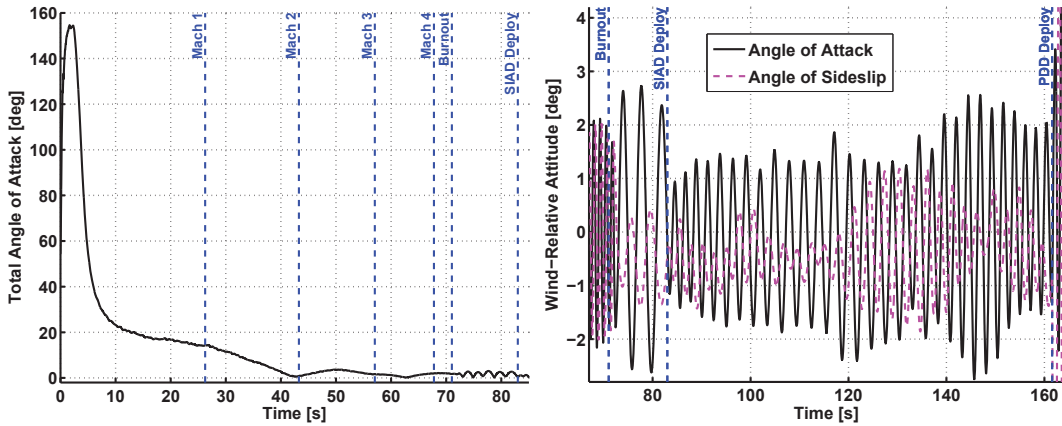 160
140
120
100
80
60
40
20
0
Total Angle of Attack [deg]
Mach 1
Mach 2
Mach 3
Mach 4
Burnout
SIAD Deploy
0 10 20 30 40 50 60 70 80
Time [s]
4
3
2
1
0
−1
−2
Wind−Relative Attitude [deg]
Burnout
SIAD Deploy
Angle of Attack
Angle of Sideslip
PDD Deploy
80 100 120 140 160
Time [s]